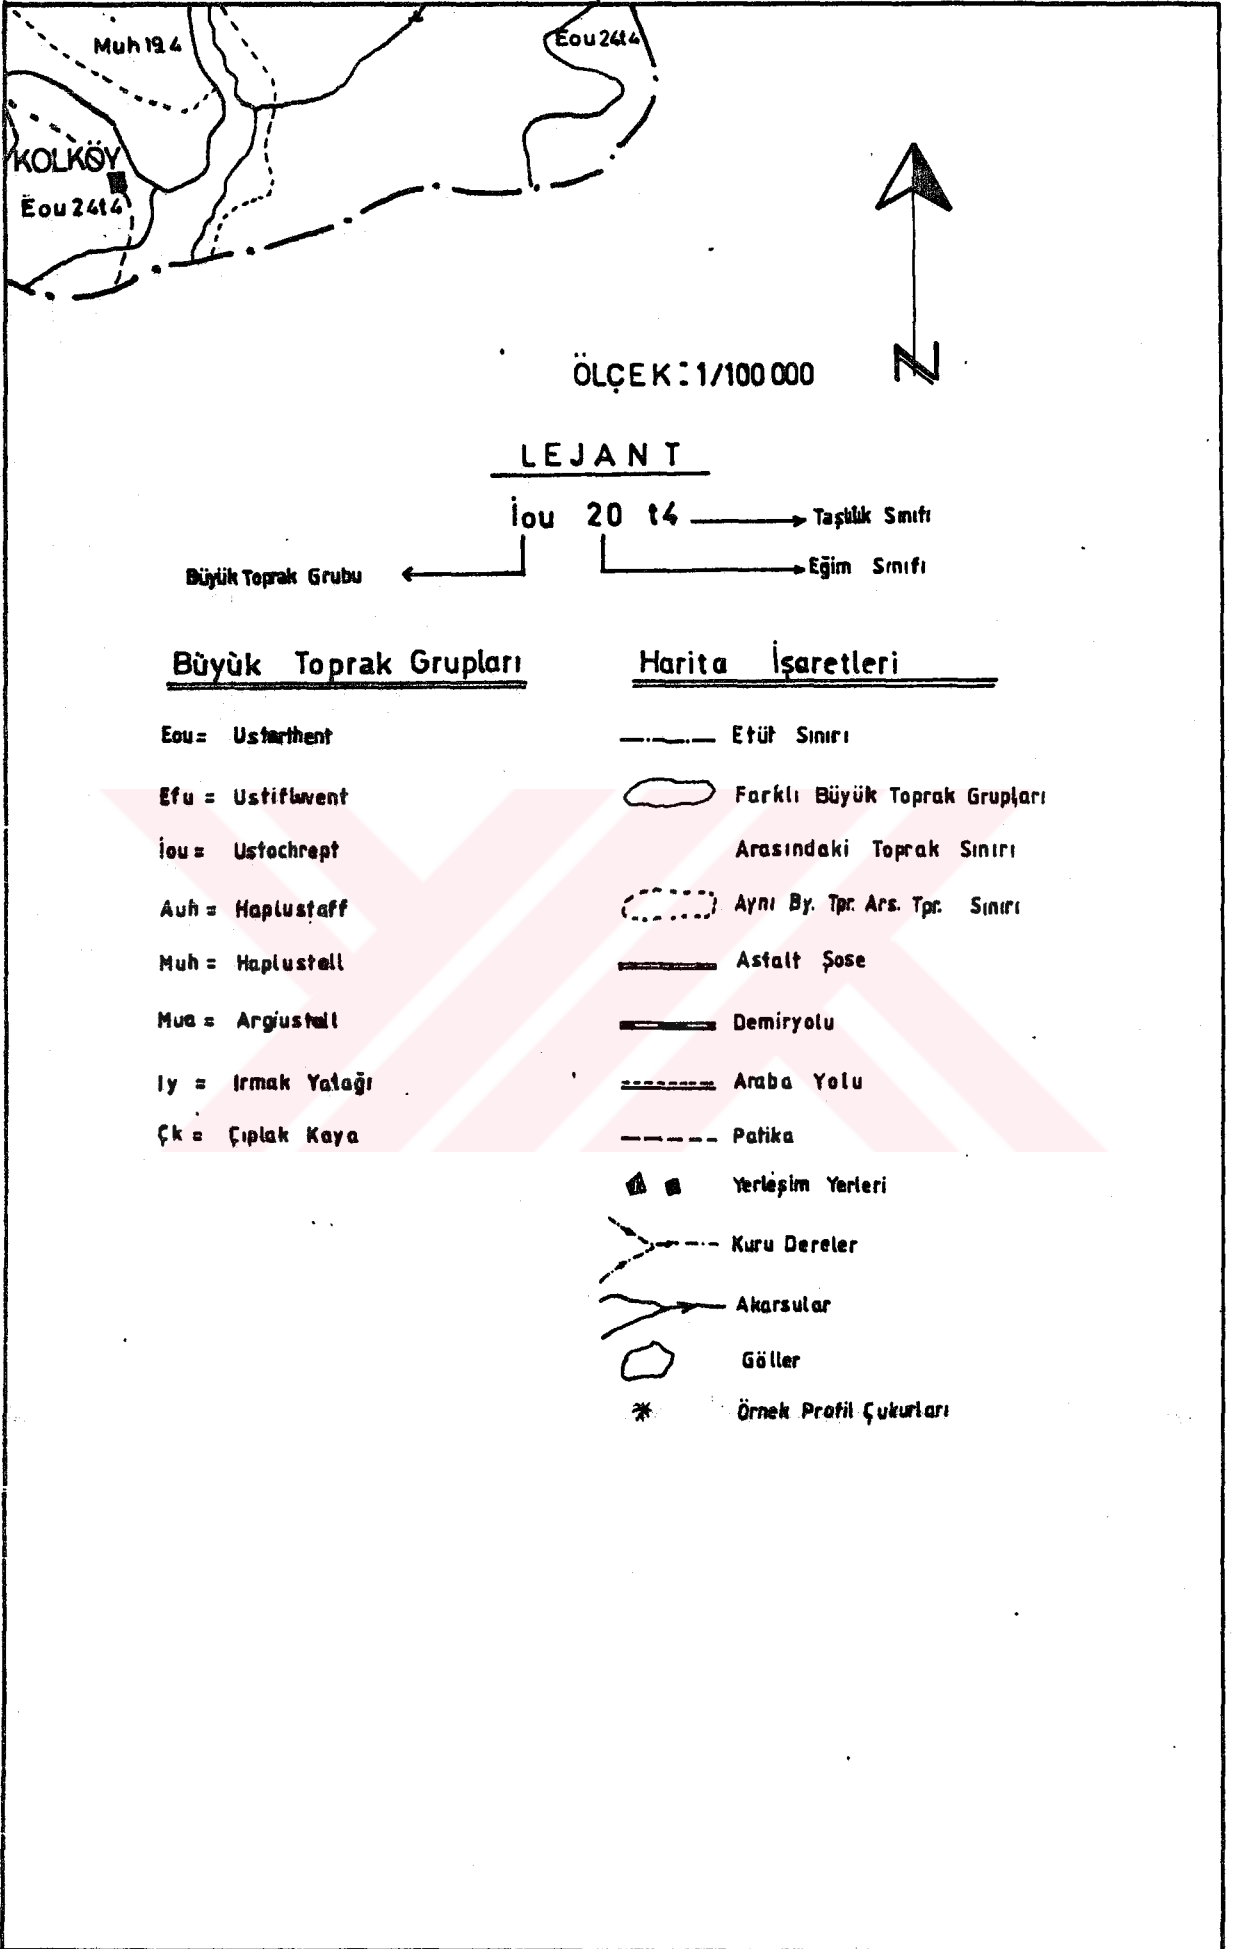 Muh 19 4
Eou 24t4
KOLKÖY
Eou 24t4
N
ÖLÇEK : 1/100 000
LEJANT
İou 20 t4 Taşlılık Sınıfı
Büyük Toprak Grubu Eğim Sınıfı
Büyük Toprak Grupları
Eou = Ustorthent
Efu = Ustifluvent
İou = Ustochrept
Auh = Haplustaff
Muh = Haplustoll
Mua = Argiustoll
Iy = Irmak Yatağı
Çk = Çıplak Kaya
Harita İşaretleri
Etüt Sınırı
Farklı Büyük Toprak Grupları
Arasındaki Toprak Sınırı
Aynı By. Tpr. Ars. Tpr. Sınırı
Asfalt Şose
Demiryolu
Araba Yolu
Patika
Yerleşim Yerleri
Kuru Dereler
Akarsular
Göller
Örnek Profil Çukurları